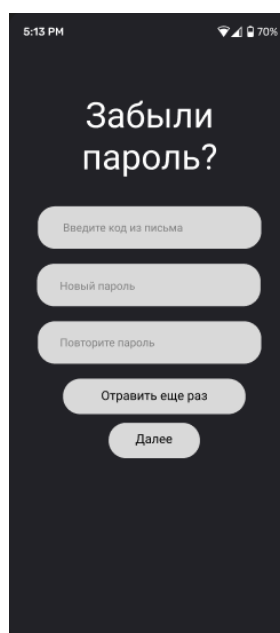 5:13 PM 70%
Забыли
пароль?
Введите код из письма
Новый пароль
Повторите пароль
Отравить еще раз
Далее